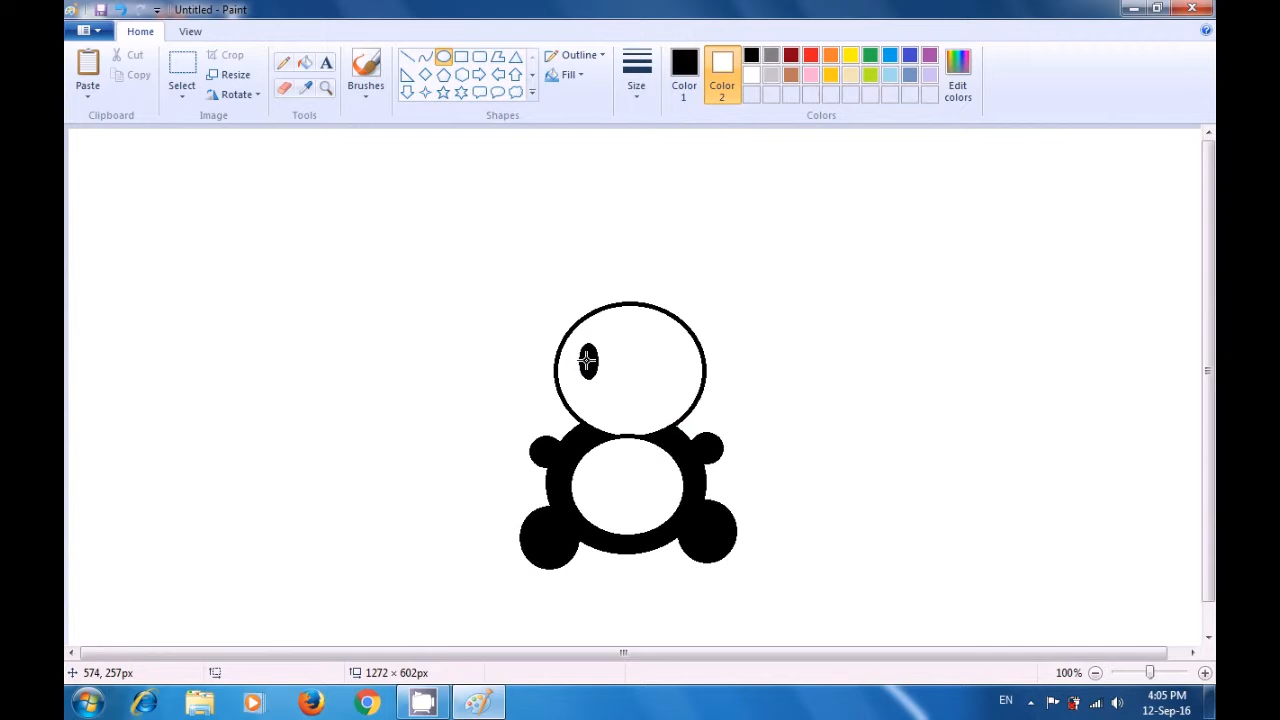 Untitled - Paint
Home View
Paste
Cut
Copy
Clipboard
Select
Crop
Resize
Rotate
Image
A
Tools
Brushes
Outline
Fill
Shapes
Size
Color 1
Color 2
Edit colors
Colors
574, 257px
1272 × 602px
100%
EN
4:05 PM
12-Sep-16